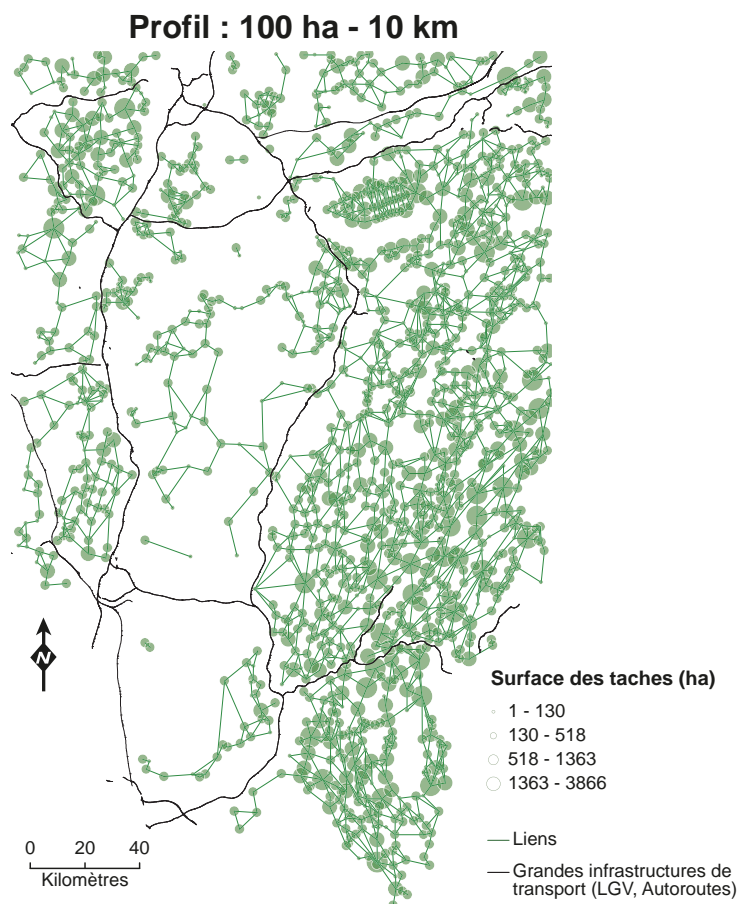 Profil : 100 ha - 10 km
N
Surface des taches (ha)
1 - 130
130 - 518
518 - 1363
1363 - 3866
Liens
Grandes infrastructures de
transport (LGV, Autoroutes)
0 20 40
Kilomètres